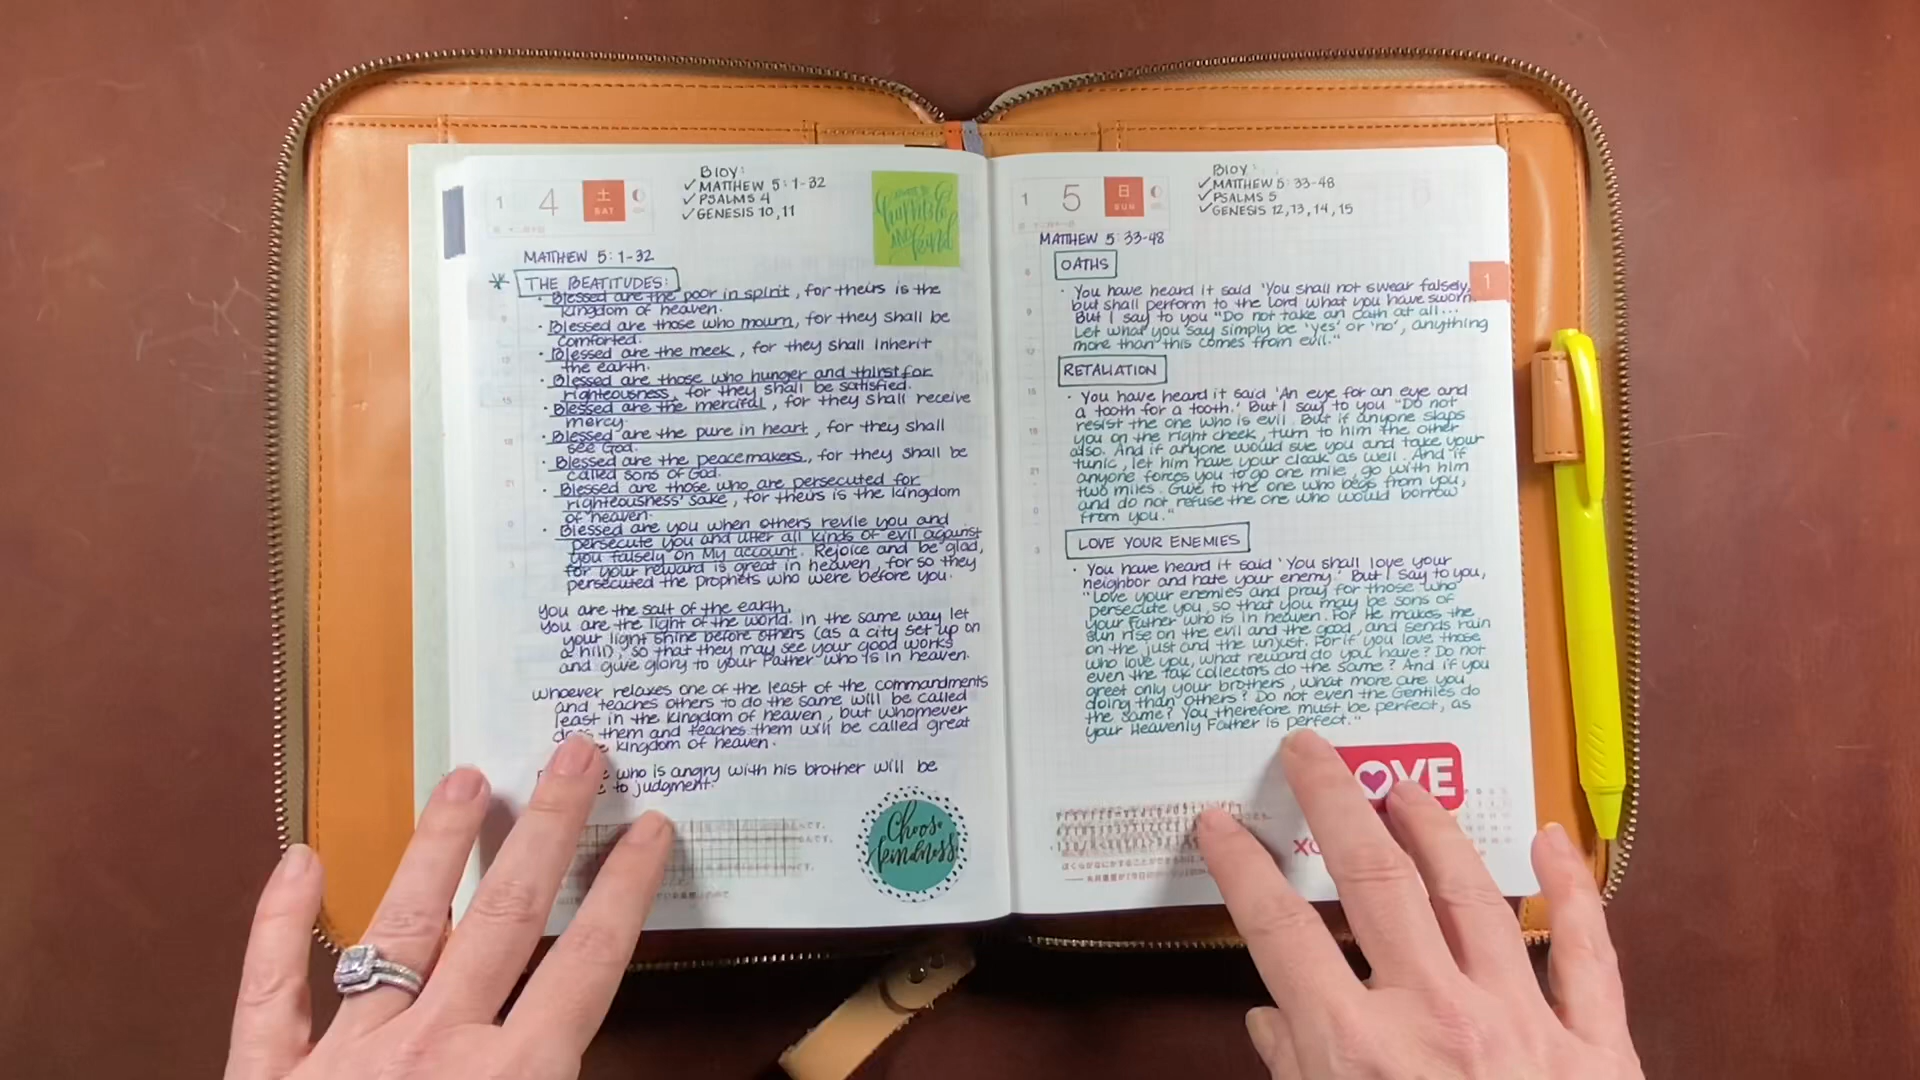 1 4 土 SAT
BIOY:
✓ MATTHEW 5:1-32
✓ PSALMS 4
✓ GENESIS 10,11
humble AND kind
MATTHEW 5:1-32
* THE BEATITUDES:
· Blessed are the poor in spirit, for theirs is the
kingdom of heaven.
· Blessed are those who mourn, for they shall be
comforted.
· Blessed are the meek, for they shall inherit
the earth.
· Blessed are those who hunger and thirst for
righteousness, for they shall be satisfied.
· Blessed are the merciful, for they shall receive
mercy.
· Blessed are the pure in heart, for they shall
see God.
· Blessed are the peacemakers, for they shall be
called sons of God.
· Blessed are those who are persecuted for
righteousness' sake, for theirs is the kingdom
of heaven.
· Blessed are you when others revile you and
persecute you and utter all kinds of evil against
you falsely on My account. Rejoice and be glad,
for your reward is great in heaven, for so they
persecuted the prophets who were before you.
you are the salt of the earth.
you are the light of the world. In the same way let
your light shine before others (as a city set up on
a hill), so that they may see your good works
and give glory to your Father who is in heaven.
whoever relaxes one of the least of the commandments
and teaches others to do the same will be called
least in the kingdom of heaven, but whomever
does them and teaches them will be called great
kingdom of heaven.
who is angry with his brother will be
to judgment.
Choose kindness
1 5 日 SUN
BIOY:
✓ MATTHEW 5:33-48
✓ PSALMS 5
✓ GENESIS 12,13,14,15
MATTHEW 5:33-48
OATHS
1
· You have heard it said 'You shall not swear falsely,
but shall perform to the Lord what you have sworn.'
But I say to you "Do not take an oath at all...
Let what you say simply be 'yes' or 'no', anything
more than this comes from evil."
RETALIATION
· You have heard it said 'An eye for an eye and
a tooth for a tooth.' But I say to you "Do not
resist the one who is evil. But if anyone slaps
you on the right cheek, turn to him the other
also. And if anyone would sue you and take your
tunic, let him have your cloak as well. And if
anyone forces you to go one mile, go with him
two miles. Give to the one who begs from you,
and do not refuse the one who would borrow
from you."
LOVE YOUR ENEMIES
· You have heard it said 'You shall love your
neighbor and hate your enemy.' But I say to you,
"Love your enemies and pray for those who
persecute you, so that you may be sons of
your Father who is in heaven. For He makes the
sun rise on the evil and the good, and sends rain
on the just and the unjust. For if you love those
who love you, what reward do you have? Do not
even the tax collectors do the same? And if you
greet only your brothers, what more are you
doing than others? Do not even the Gentiles do
the same? You therefore must be perfect, as
your Heavenly Father is perfect."
LOVE